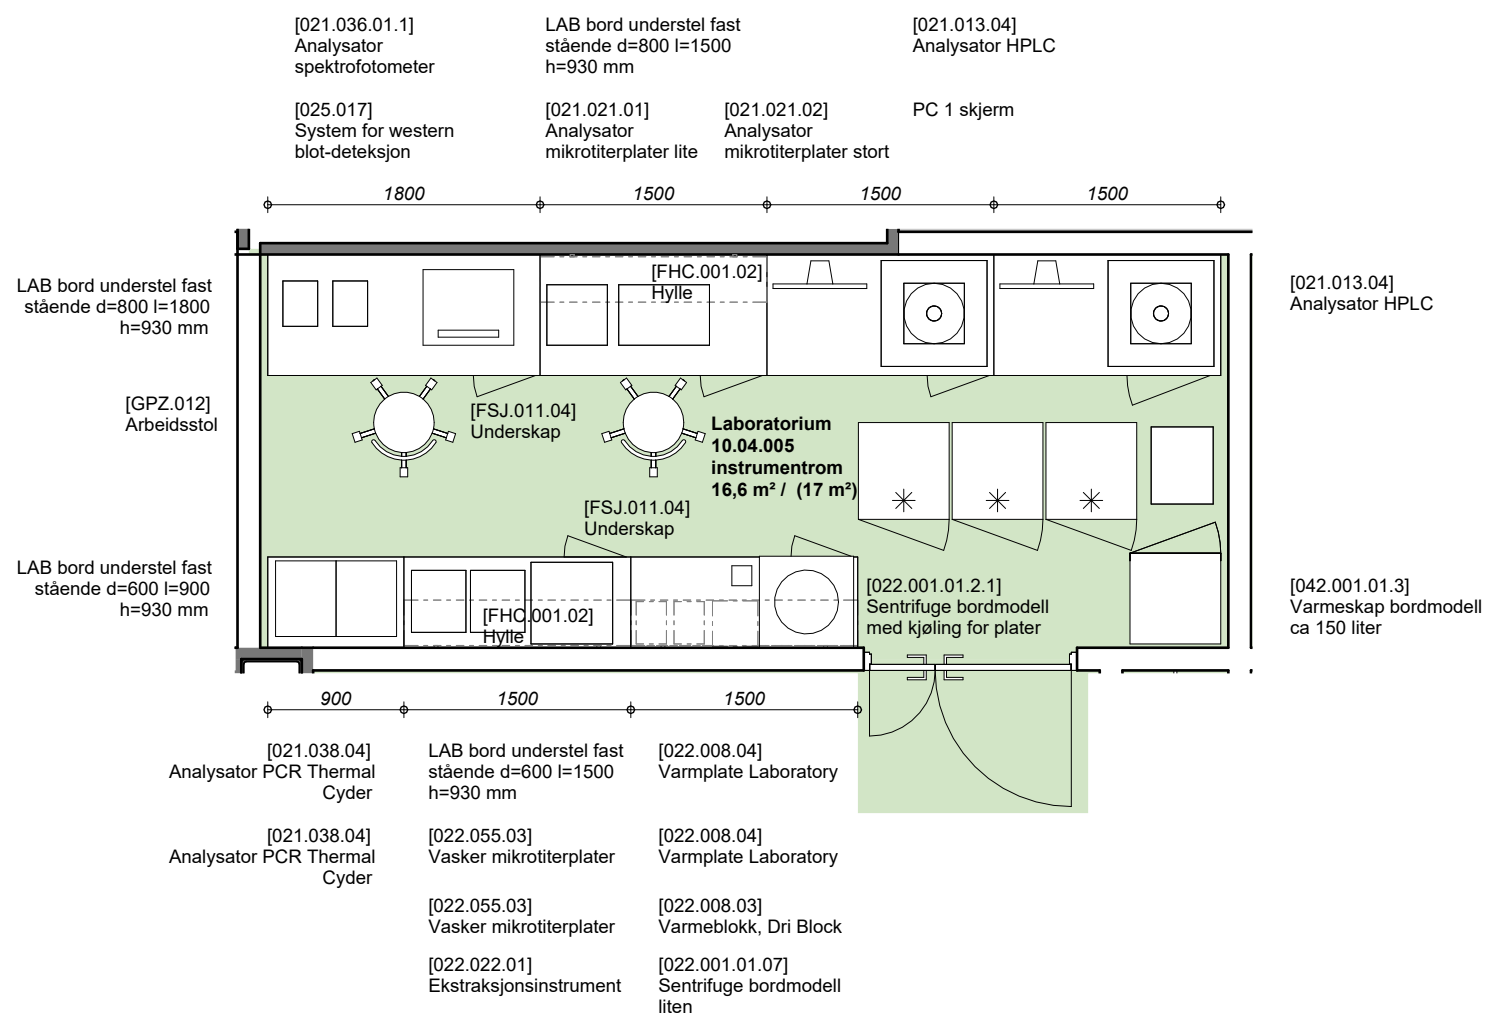 [021.036.01.1]
Analysator
spektrofotometer
LAB bord understel fast
stående d=800 l=1500
h=930 mm
[021.013.04]
Analysator HPLC
[025.017]
System for western
blot-deteksjon
[021.021.01]
Analysator
mikrotiterplater lite
[021.021.02]
Analysator
mikrotiterplater stort
PC 1 skjerm
1800
1500
1500
1500
LAB bord understel fast
stående d=800 l=1800
h=930 mm
[FHC.001.02]
Hylle
[021.013.04]
Analysator HPLC
[GPZ.012]
Arbeidsstol
[FSJ.011.04]
Underskap
Laboratorium
10.04.005
instrumentrom
16,6 m² / (17 m²)
[FSJ.011.04]
Underskap
LAB bord understel fast
stående d=600 l=900
h=930 mm
[FHC.001.02]
Hylle
[022.001.01.2.1]
Sentrifuge bordmodell
med kjøling for plater
[042.001.01.3]
Varmeskap bordmodell
ca 150 liter
900
1500
1500
[021.038.04]
Analysator PCR Thermal
Cyder
LAB bord understel fast
stående d=600 l=1500
h=930 mm
[022.008.04]
Varmplate Laboratory
[021.038.04]
Analysator PCR Thermal
Cyder
[022.055.03]
Vasker mikrotiterplater
[022.008.04]
Varmplate Laboratory
[022.055.03]
Vasker mikrotiterplater
[022.008.03]
Varmeblokk, Dri Block
[022.022.01]
Ekstraksjonsinstrument
[022.001.01.07]
Sentrifuge bordmodell
liten